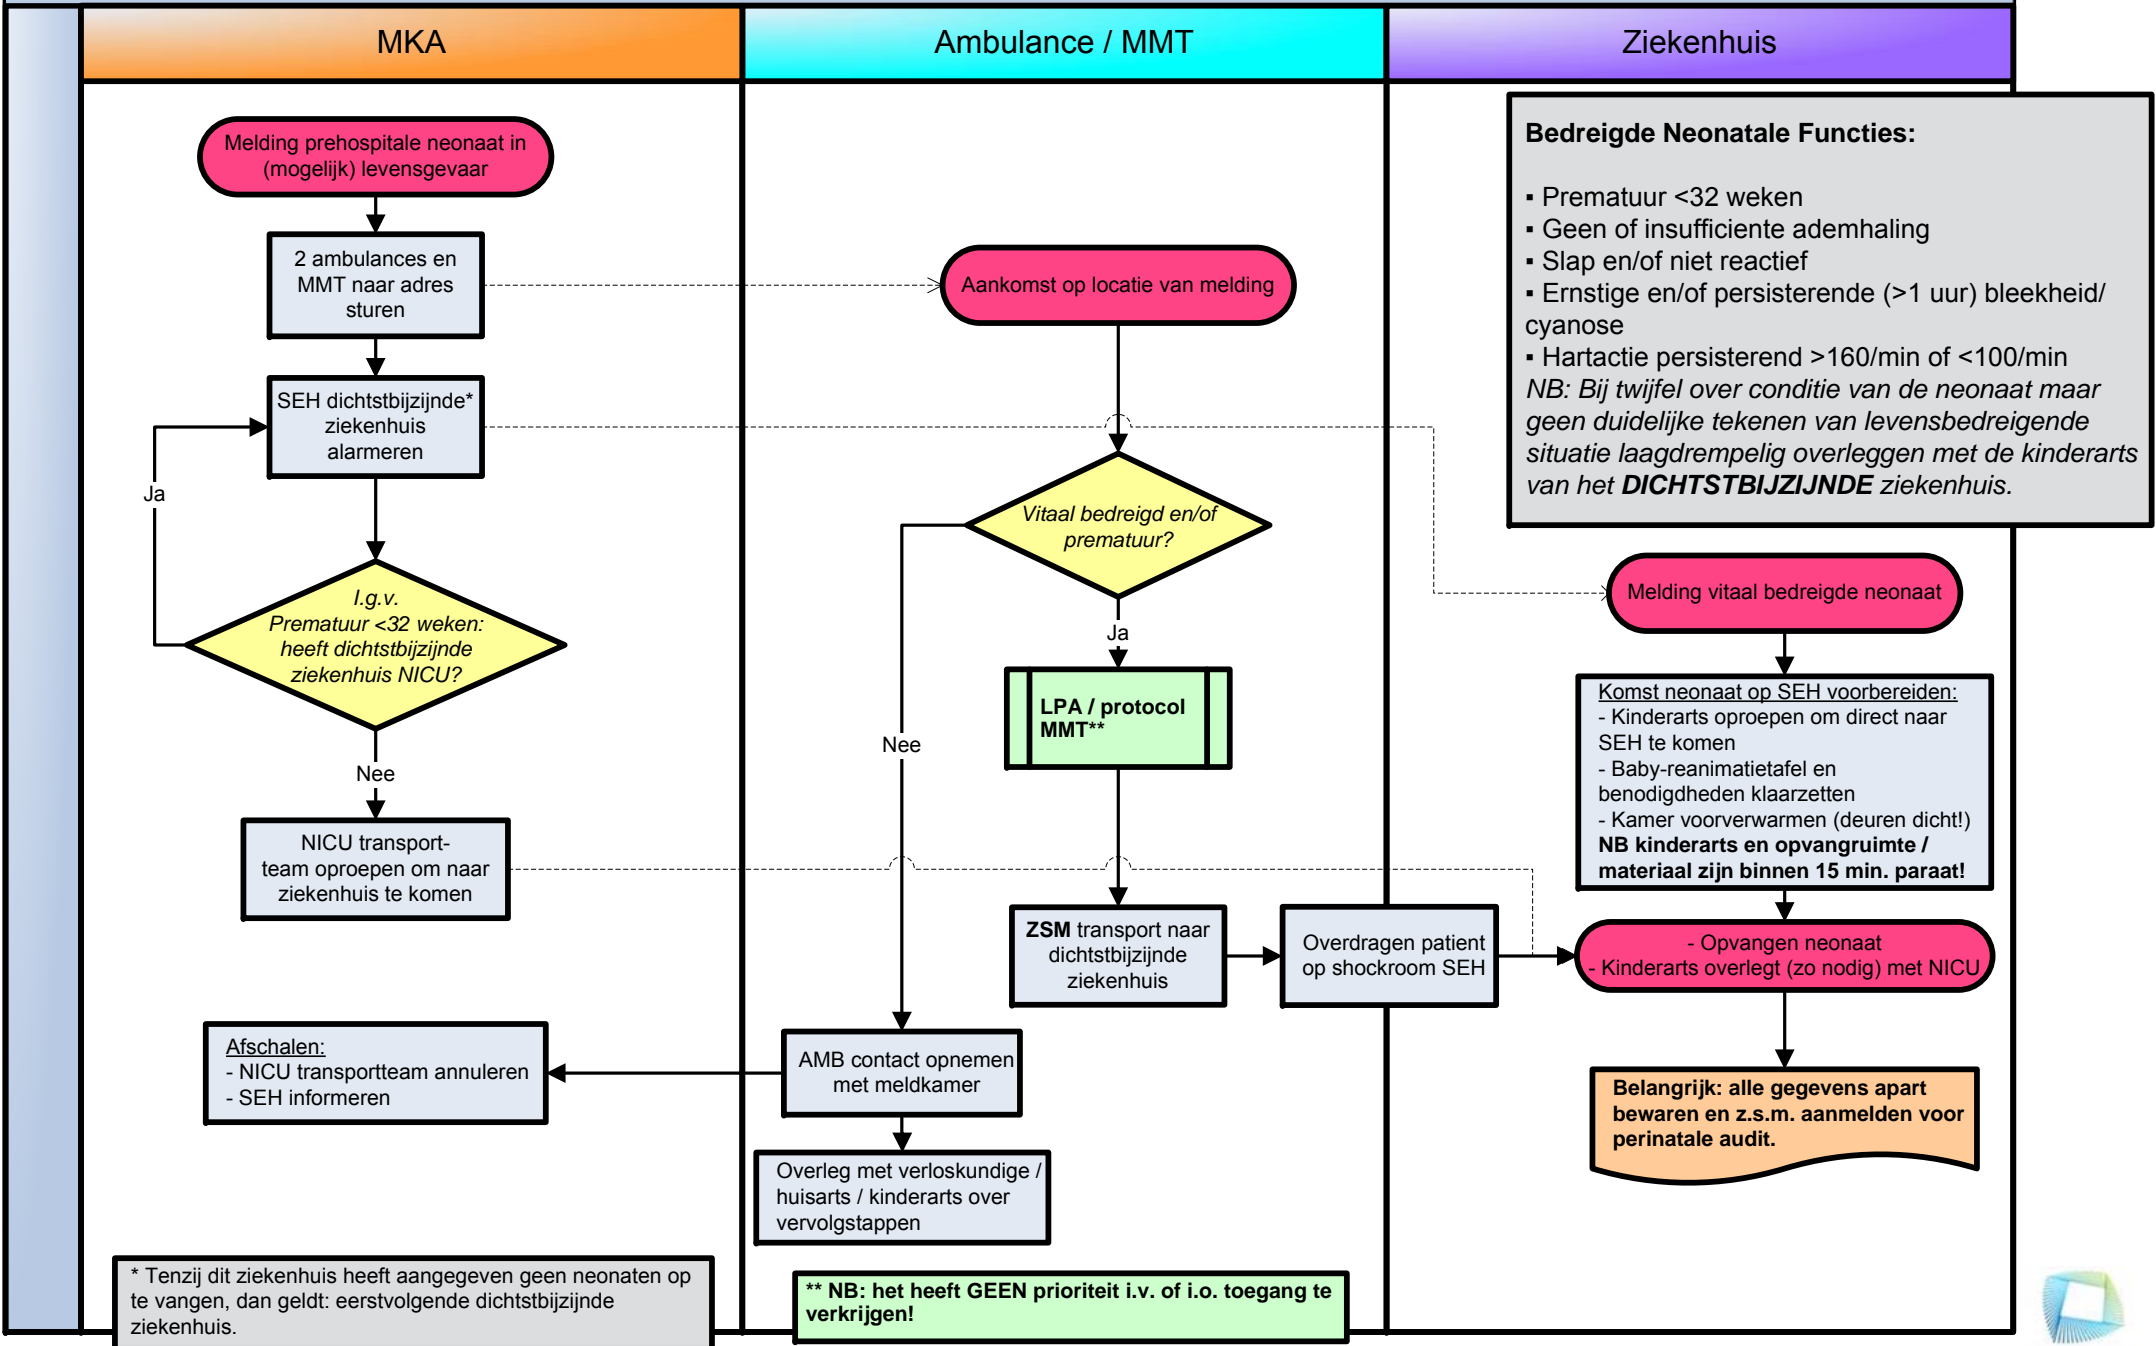 MKA
Ambulance / MMT
Ziekenhuis
Melding prehospitale neonaat in
(mogelijk) levensgevaar
2 ambulances en
MMT naar adres
sturen
SEH dichtstbijzijnde*
ziekenhuis
alarmeren
Ja
I.g.v.
Prematuur <32 weken:
heeft dichtstbijzijnde
ziekenhuis NICU?
Nee
NICU transport-
team oproepen om naar
ziekenhuis te komen
Afschalen:
- NICU transportteam annuleren
- SEH informeren
* Tenzij dit ziekenhuis heeft aangegeven geen neonaten op
te vangen, dan geldt: eerstvolgende dichtstbijzijnde
ziekenhuis.
Aankomst op locatie van melding
Vitaal bedreigd en/of
prematuur?
Ja
LPA / protocol
MMT**
Nee
ZSM transport naar
dichtstbijzijnde
ziekenhuis
Overdragen patient
op shockroom SEH
AMB contact opnemen
met meldkamer
Overleg met verloskundige /
huisarts / kinderarts over
vervolgstappen
** NB: het heeft GEEN prioriteit i.v. of i.o. toegang te
verkrijgen!
Bedreigde Neonatale Functies:
▪ Prematuur <32 weken
▪ Geen of insufficiente ademhaling
▪ Slap en/of niet reactief
▪ Ernstige en/of persisterende (>1 uur) bleekheid/
cyanose
▪ Hartactie persisterend >160/min of <100/min
NB: Bij twijfel over conditie van de neonaat maar
geen duidelijke tekenen van levensbedreigende
situatie laagdrempelig overleggen met de kinderarts
van het DICHTSTBIJZIJNDE ziekenhuis.
Melding vitaal bedreigde neonaat
Komst neonaat op SEH voorbereiden:
- Kinderarts oproepen om direct naar
SEH te komen
- Baby-reanimatietafel en
benodigdheden klaarzetten
- Kamer voorverwarmen (deuren dicht!)
NB kinderarts en opvangruimte /
materiaal zijn binnen 15 min. paraat!
- Opvangen neonaat
- Kinderarts overlegt (zo nodig) met NICU
Belangrijk: alle gegevens apart
bewaren en z.s.m. aanmelden voor
perinatale audit.